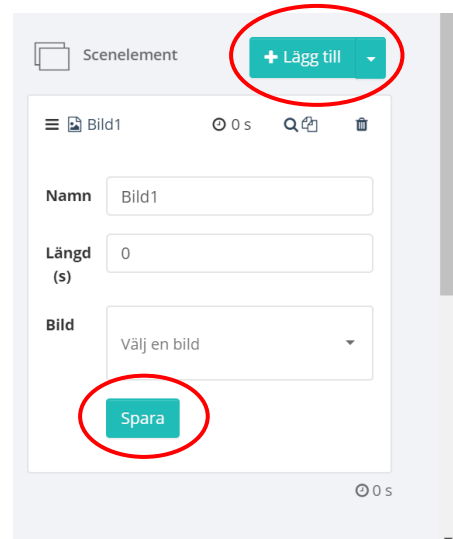 Scenelement
Lägg till
Bild1 0 s
Namn Bild1
Längd (s) 0
Bild
Välj en bild
Spara
0 s